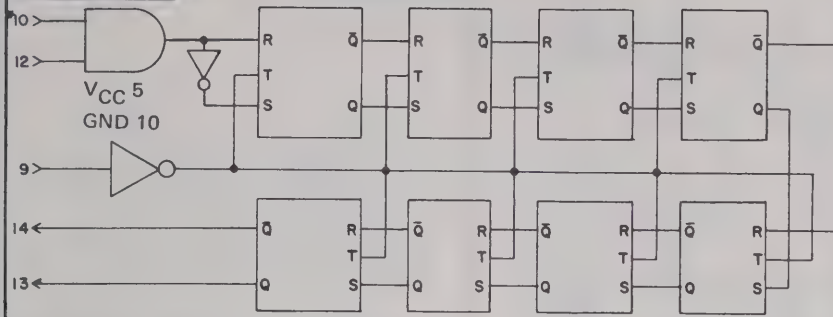 10 R Q̄ R Q̄ R Q̄ R Q̄
12 T T T T
VCC 5 S Q S Q S Q S Q
GND 10
9
14 Q̄ R Q̄ R Q̄ R Q̄ R
T T T T
13 Q S Q S Q S Q S